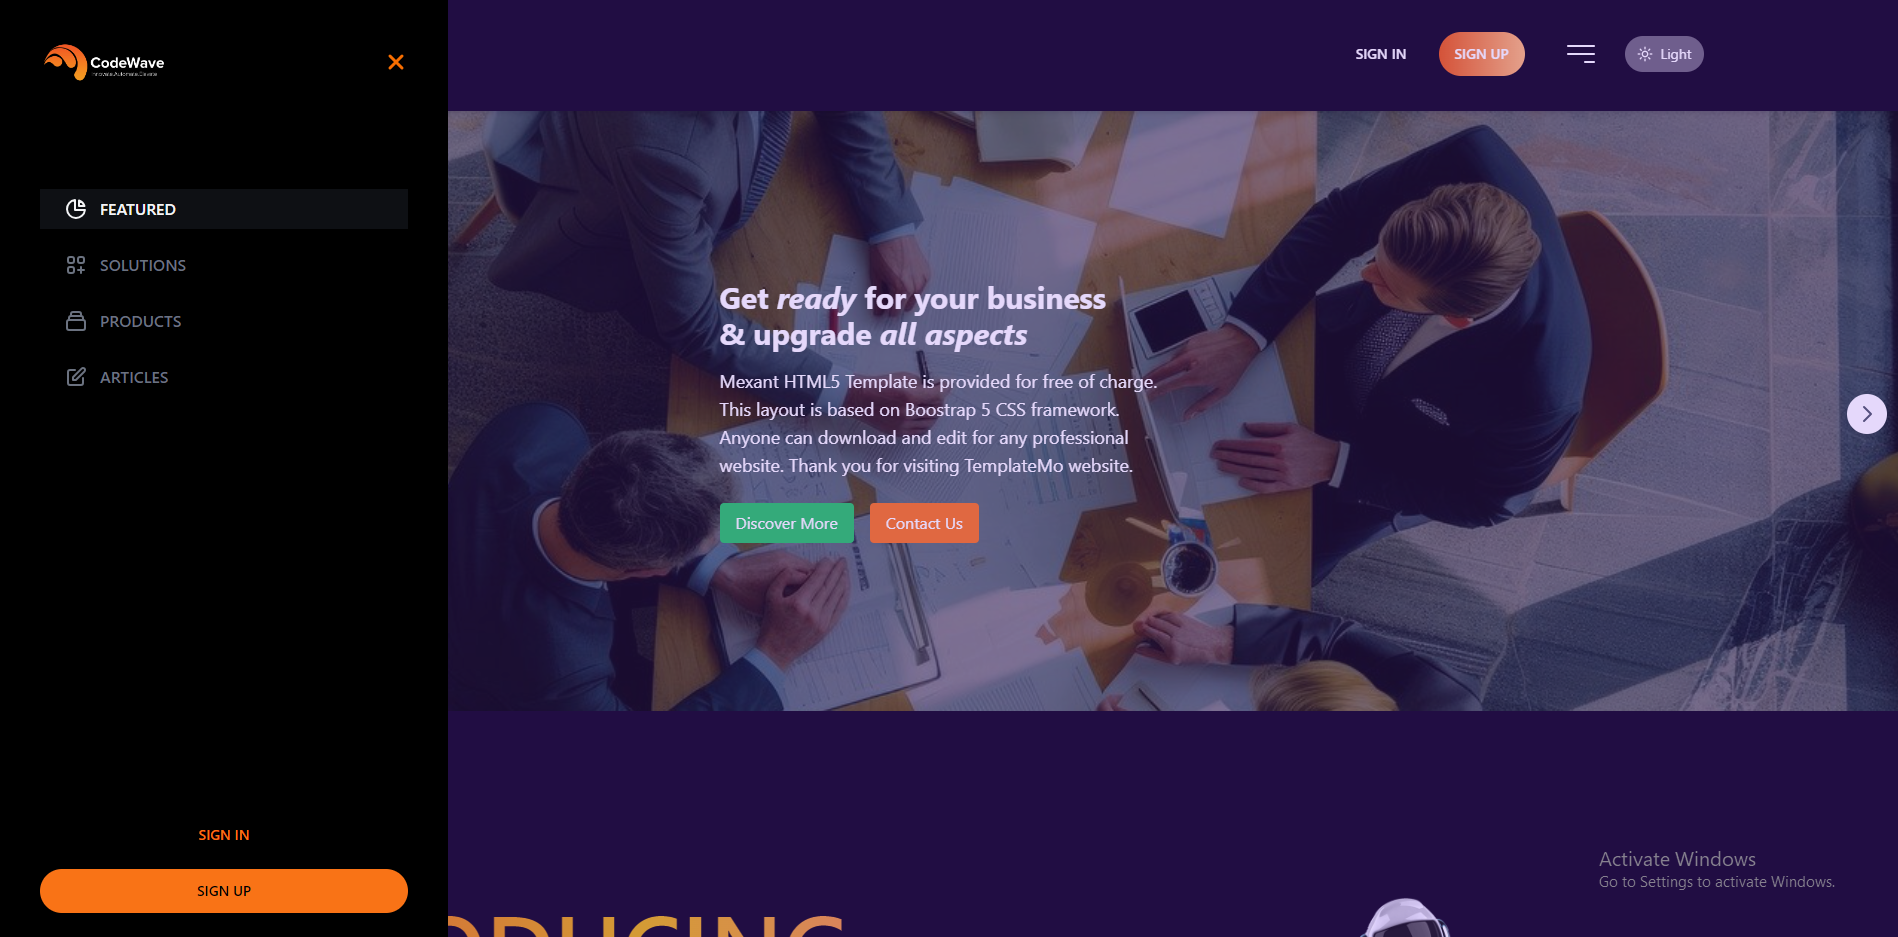 CodeWave
Innovate.Automate.Elevate
FEATURED
SOLUTIONS
PRODUCTS
ARTICLES
SIGN IN
SIGN UP
SIGN IN
SIGN UP
Light
Get ready for your business
& upgrade all aspects
Mexant HTML5 Template is provided for free of charge.
This layout is based on Boostrap 5 CSS framework.
Anyone can download and edit for any professional
website. Thank you for visiting TemplateMo website.
Discover More
Contact Us
Activate Windows
Go to Settings to activate Windows.